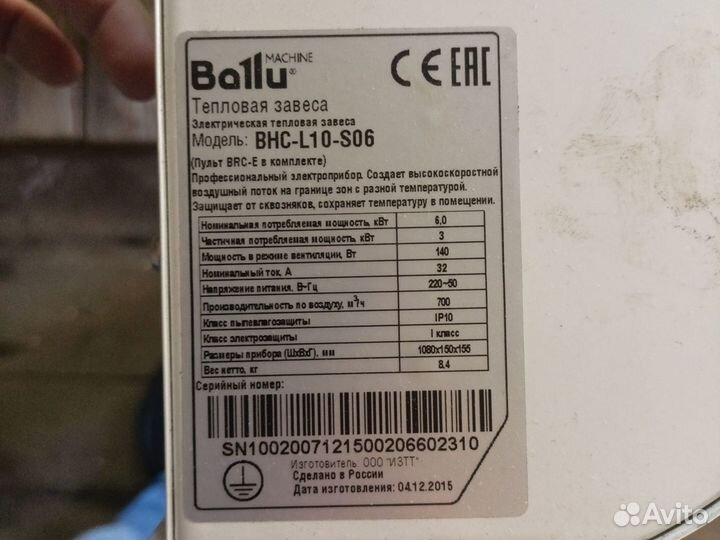 Ballu MACHINE ®
CE EAC
Тепловая завеса
Электрическая тепловая завеса
Модель: BHC-L10-S06
(Пульт BRC-E в комплекте)
Профессиональный электроприбор. Создает высокоскоростной
воздушный поток на границе зон с разной температурой.
Защищает от сквозняков, сохраняет температуру в помещении.
Номинальная потребляемая мощность, кВт 6,0
Частичная потребляемая мощность, кВт 3
Мощность в режиме вентиляции, Вт 140
Номинальный ток, А 32
Напряжение питания, В~Гц 220~50
Производительность по воздуху, м³/ч 700
Класс пылевлагозащиты IP10
Класс электрозащиты I класс
Размеры прибора (ШхВхГ), мм 1080х150х155
Вес нетто, кг 8,4
Серийный номер:
SN1002007121500206602310
Изготовитель: ООО "ИЗТТ"
Сделано в России
Дата изготовления: 04.12.2015
Avito